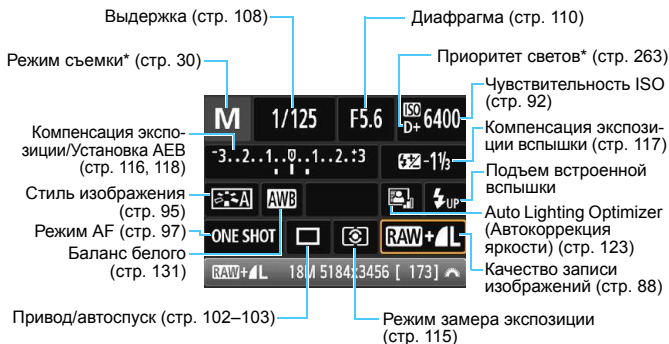 Выдержка (стр. 108)
Диафрагма (стр. 110)
Режим съемки* (стр. 30)
Приоритет светов* (стр. 263)
Чувствительность ISO
(стр. 92)
M 1/125 F5.6 ISO D+ 6400
Компенсация экспо-
зиции/Установка AEB
(стр. 116, 118)
-3..2..1..0..1..2.:3
-1⅓
Компенсация экспози-
ции вспышки (стр. 117)
Стиль изображения
(стр. 95)
A AWB
UP
Подъем встроенной
вспышки
Режим AF (стр. 97)
ONE SHOT
RAW+L
Auto Lighting Optimizer
(Автокоррекция
яркости) (стр. 123)
Баланс белого
(стр. 131)
RAW+L 18M 5184x3456 [ 173]
Качество записи
изображений (стр. 88)
Привод/автоспуск (стр. 102–103)
Режим замера экспозиции
(стр. 115)